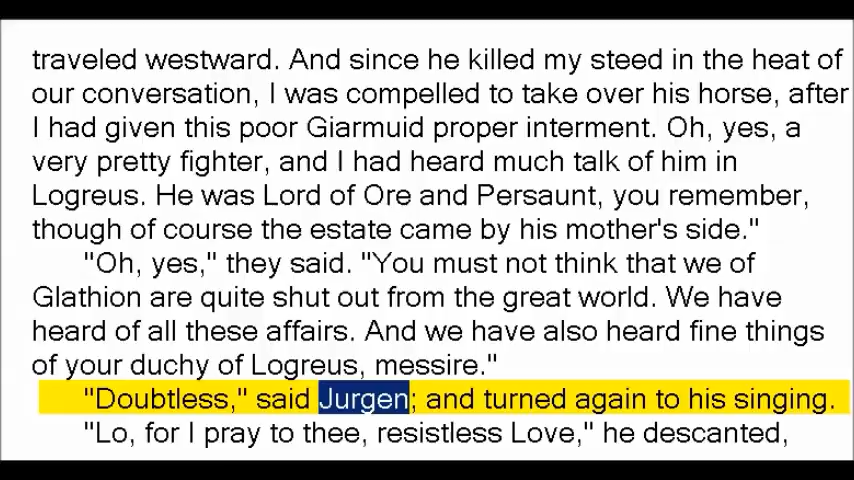 traveled westward. And since he killed my steed in the heat of
our conversation, I was compelled to take over his horse, after
I had given this poor Giarmuid proper interment. Oh, yes, a
very pretty fighter, and I had heard much talk of him in
Logreus. He was Lord of Ore and Persaunt, you remember,
though of course the estate came by his mother's side."
"Oh, yes," they said. "You must not think that we of
Glathion are quite shut out from the great world. We have
heard of all these affairs. And we have also heard fine things
of your duchy of Logreus, messire."
"Doubtless," said Jurgen; and turned again to his singing.
"Lo, for I pray to thee, resistless Love," he descanted,